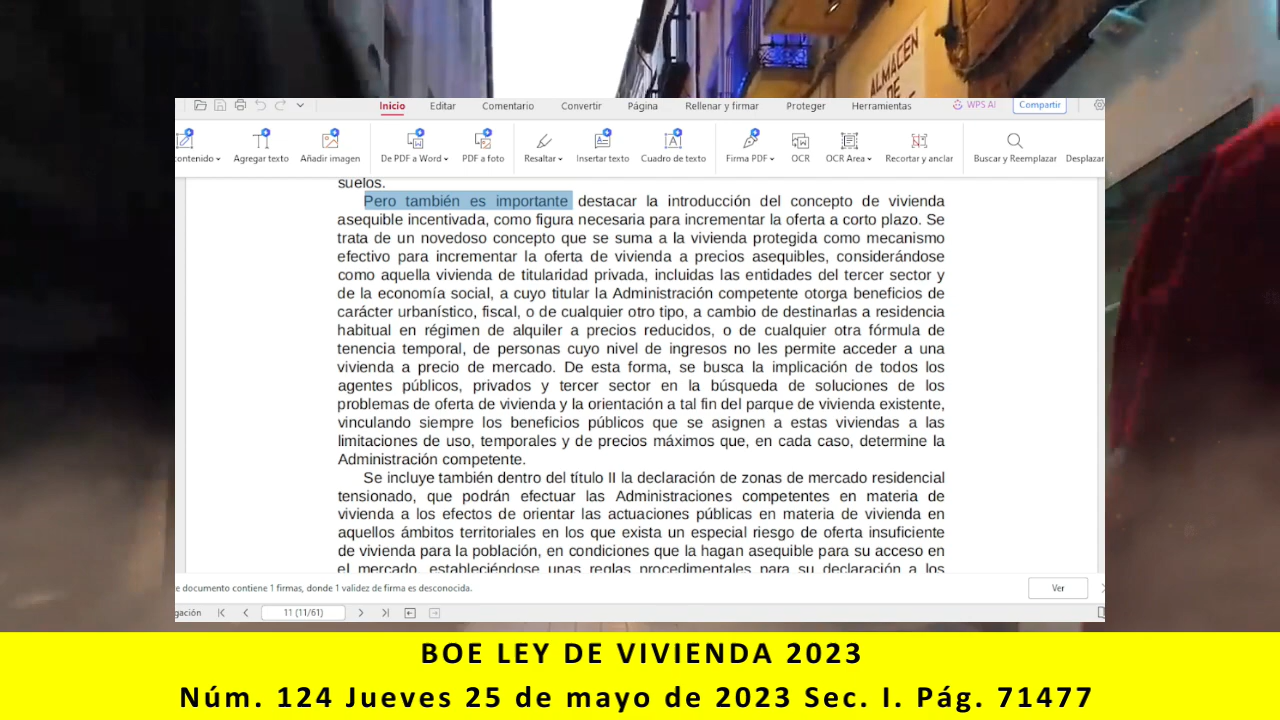 ALMACEN
DE
Inicio Editar Comentario Convertir Página Rellenar y firmar Proteger Herramientas WPS AI Compartir
contenido Agregar texto Añadir imagen De PDF a Word PDF a foto Resaltar Insertar texto Cuadro de texto Firma PDF OCR OCR Area Recortar y anclar Buscar y Reemplazar Desplazar
suelos.
Pero también es importante destacar la introducción del concepto de vivienda
asequible incentivada, como figura necesaria para incrementar la oferta a corto plazo. Se
trata de un novedoso concepto que se suma a la vivienda protegida como mecanismo
efectivo para incrementar la oferta de vivienda a precios asequibles, considerándose
como aquella vivienda de titularidad privada, incluidas las entidades del tercer sector y
de la economía social, a cuyo titular la Administración competente otorga beneficios de
carácter urbanístico, fiscal, o de cualquier otro tipo, a cambio de destinarlas a residencia
habitual en régimen de alquiler a precios reducidos, o de cualquier otra fórmula de
tenencia temporal, de personas cuyo nivel de ingresos no les permite acceder a una
vivienda a precio de mercado. De esta forma, se busca la implicación de todos los
agentes públicos, privados y tercer sector en la búsqueda de soluciones de los
problemas de oferta de vivienda y la orientación a tal fin del parque de vivienda existente,
vinculando siempre los beneficios públicos que se asignen a estas viviendas a las
limitaciones de uso, temporales y de precios máximos que, en cada caso, determine la
Administración competente.
Se incluye también dentro del título II la declaración de zonas de mercado residencial
tensionado, que podrán efectuar las Administraciones competentes en materia de
vivienda a los efectos de orientar las actuaciones públicas en materia de vivienda en
aquellos ámbitos territoriales en los que exista un especial riesgo de oferta insuficiente
de vivienda para la población, en condiciones que la hagan asequible para su acceso en
el mercado, estableciéndose unas reglas procedimentales para su declaración a los
e documento contiene 1 firmas, donde 1 validez de firma es desconocida. Ver
gación 11 (11/61)
BOE LEY DE VIVIENDA 2023
Núm. 124 Jueves 25 de mayo de 2023 Sec. I. Pág. 71477